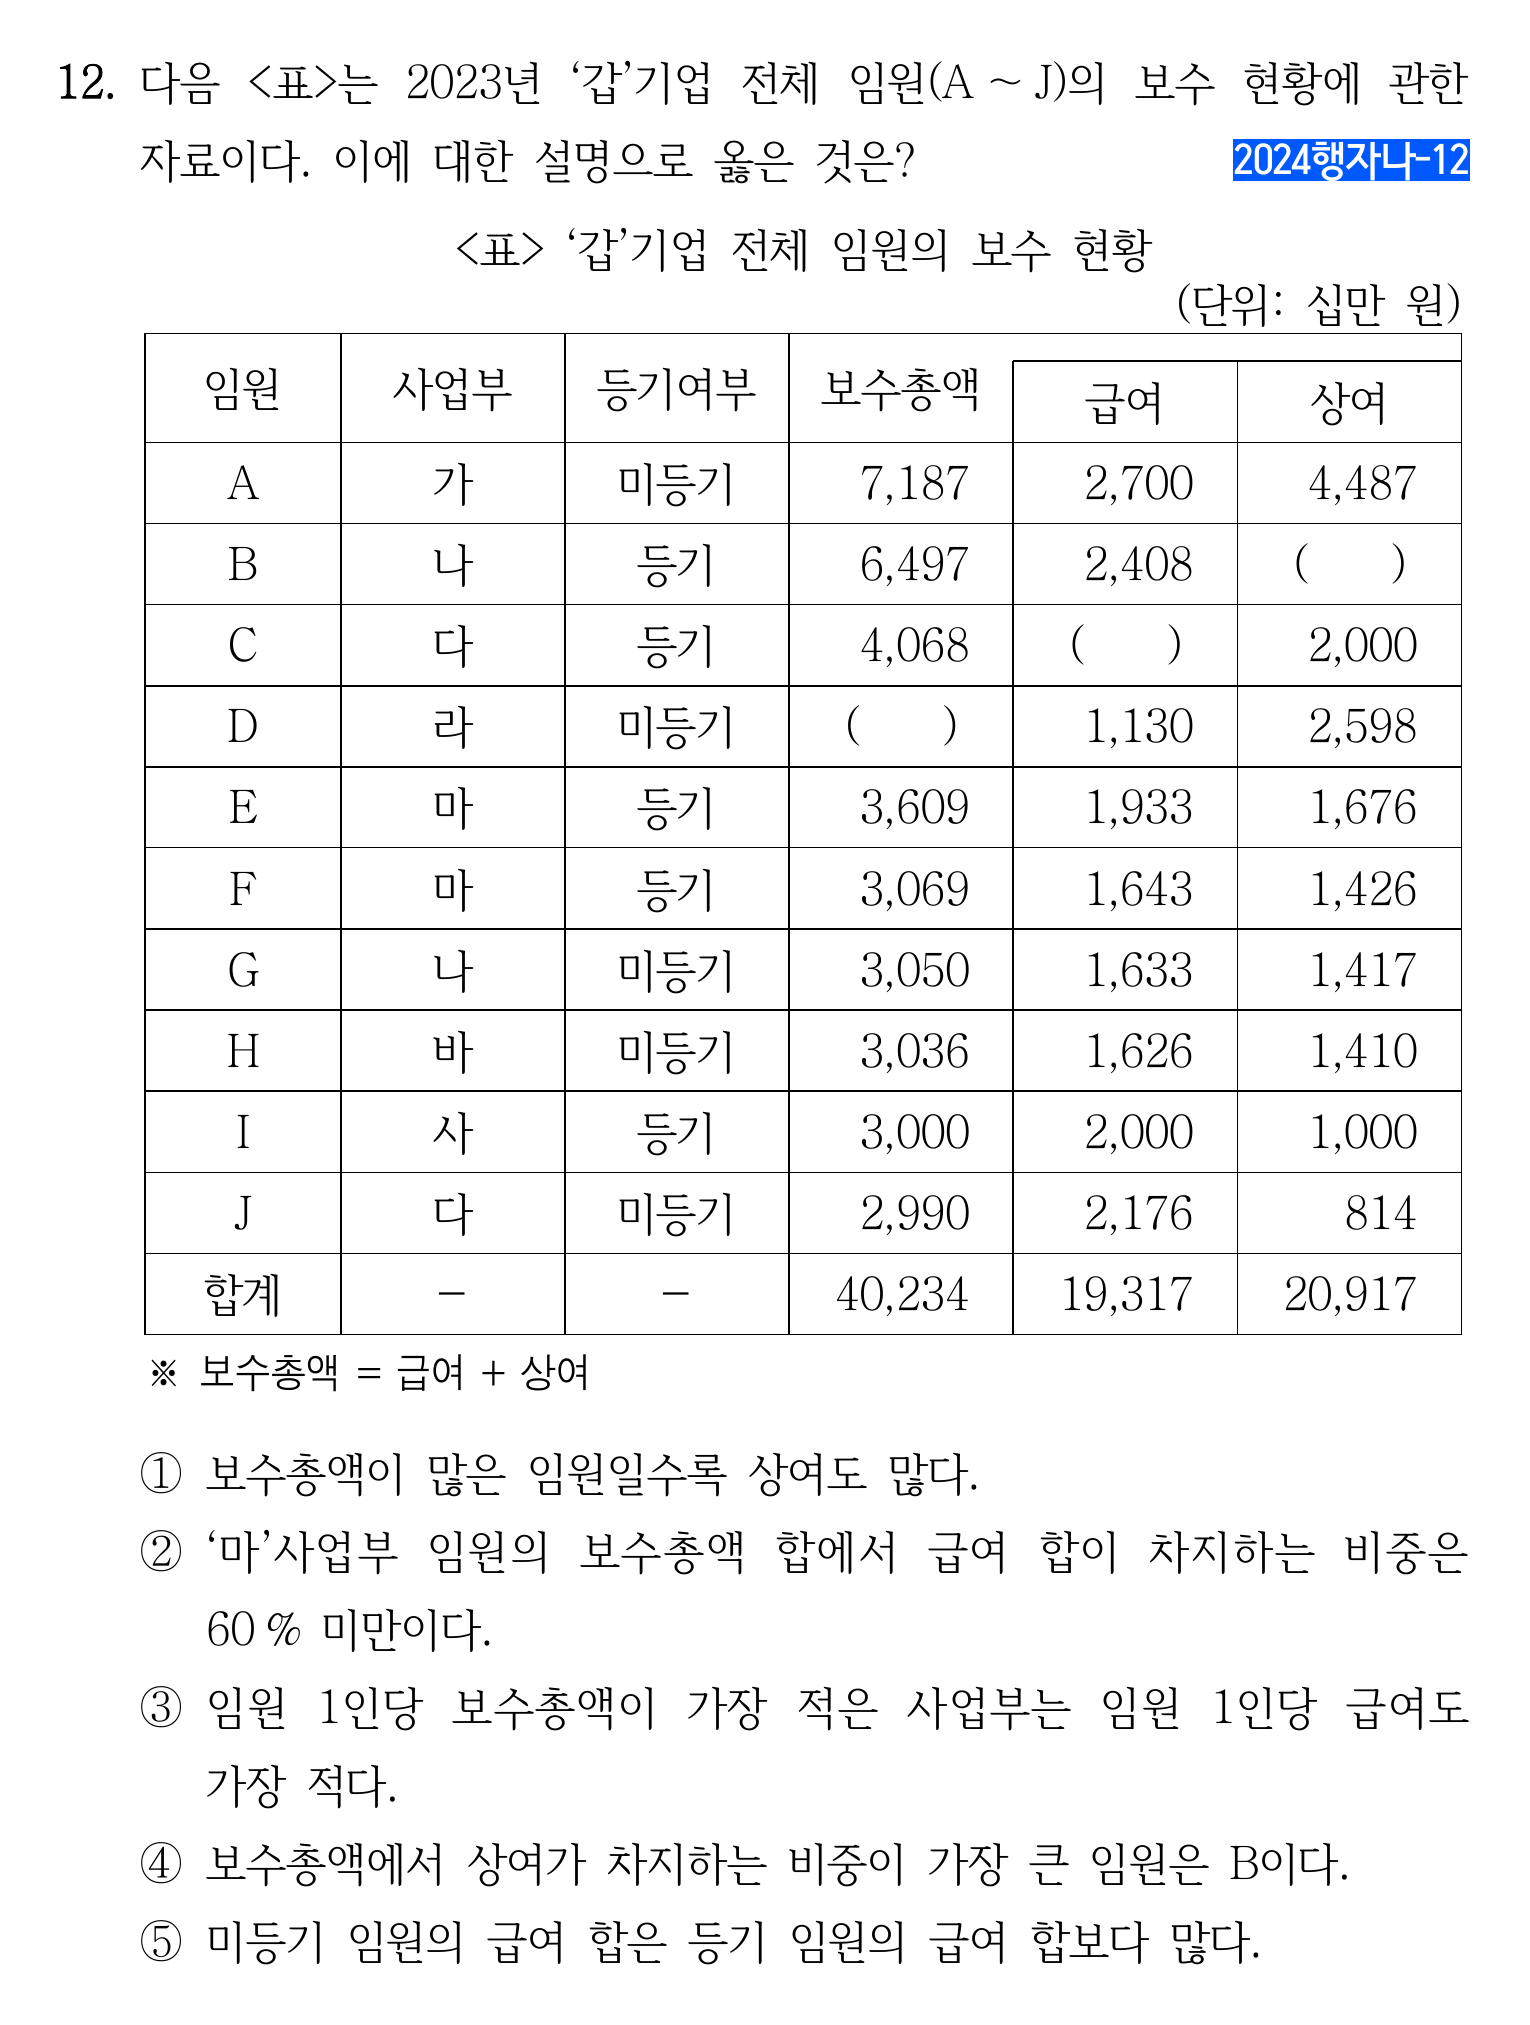 12. 다음 <표>는 2023년 ‘갑’기업 전체 임원(A ~ J)의 보수 현황에 관한
자료이다. 이에 대한 설명으로 옳은 것은?
2024행자나-12
<표> ‘갑’기업 전체 임원의 보수 현황
(단위: 십만 원)
임원 사업부 등기여부 보수총액 급여 상여
A 가 미등기 7,187 2,700 4,487
B 나 등기 6,497 2,408 ( )
C 다 등기 4,068 ( ) 2,000
D 라 미등기 ( ) 1,130 2,598
E 마 등기 3,609 1,933 1,676
F 마 등기 3,069 1,643 1,426
G 나 미등기 3,050 1,633 1,417
H 바 미등기 3,036 1,626 1,410
I 사 등기 3,000 2,000 1,000
J 다 미등기 2,990 2,176 814
합계 - - 40,234 19,317 20,917
※ 보수총액 = 급여 + 상여
① 보수총액이 많은 임원일수록 상여도 많다.
② ‘마’사업부 임원의 보수총액 합에서 급여 합이 차지하는 비중은
60 % 미만이다.
③ 임원 1인당 보수총액이 가장 적은 사업부는 임원 1인당 급여도
가장 적다.
④ 보수총액에서 상여가 차지하는 비중이 가장 큰 임원은 B이다.
⑤ 미등기 임원의 급여 합은 등기 임원의 급여 합보다 많다.